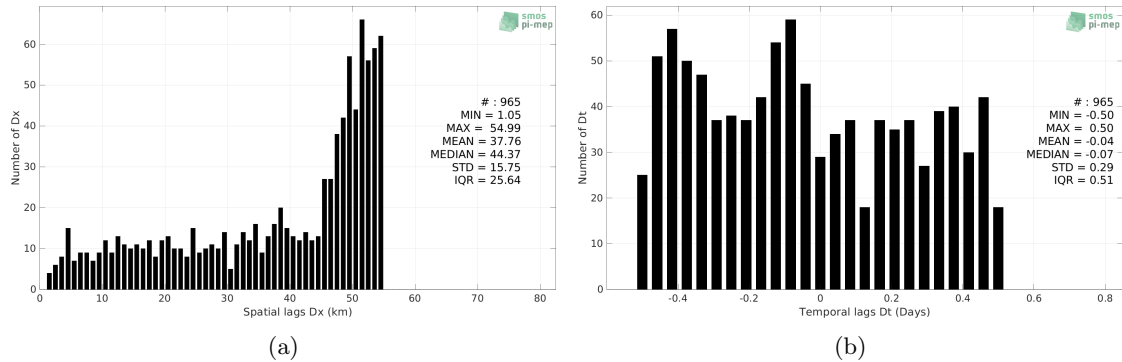 smos
pi-mep
Number of Dx
60
50
40
30
20
10
0
# : 965
MIN = 1.05
MAX = 54.99
MEAN = 37.76
MEDIAN = 44.37
STD = 15.75
IQR = 25.64
0 10 20 30 40 50 60 70 80
Spatial lags Dx (km)
(a)
smos
pi-mep
Number of Dt
60
50
40
30
20
10
0
# : 965
MIN = -0.50
MAX = 0.50
MEAN = -0.04
MEDIAN = -0.07
STD = 0.29
IQR = 0.51
-0.4 -0.2 0 0.2 0.4 0.6 0.8
Temporal lags Dt (Days)
(b)